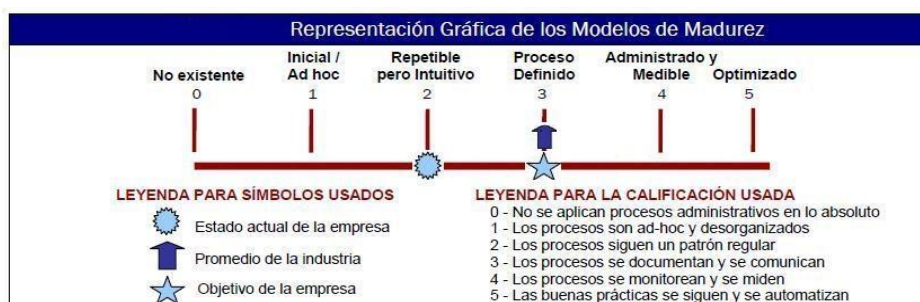 Representación Gráfica de los Modelos de Madurez
No existente
0
Inicial /
Ad hoc
1
Repetible
pero Intuitivo
2
Proceso
Definido
3
Administrado y
Medible
4
Optimizado
5
LEYENDA PARA SÍMBOLOS USADOS
Estado actual de la empresa
Promedio de la industria
Objetivo de la empresa
LEYENDA PARA LA CALIFICACIÓN USADA
0 - No se aplican procesos administrativos en lo absoluto
1 - Los procesos son ad-hoc y desorganizados
2 - Los procesos siguen un patrón regular
3 - Los procesos se documentan y se comunican
4 - Los procesos se monitorean y se miden
5 - Las buenas prácticas se siguen y se automatizan